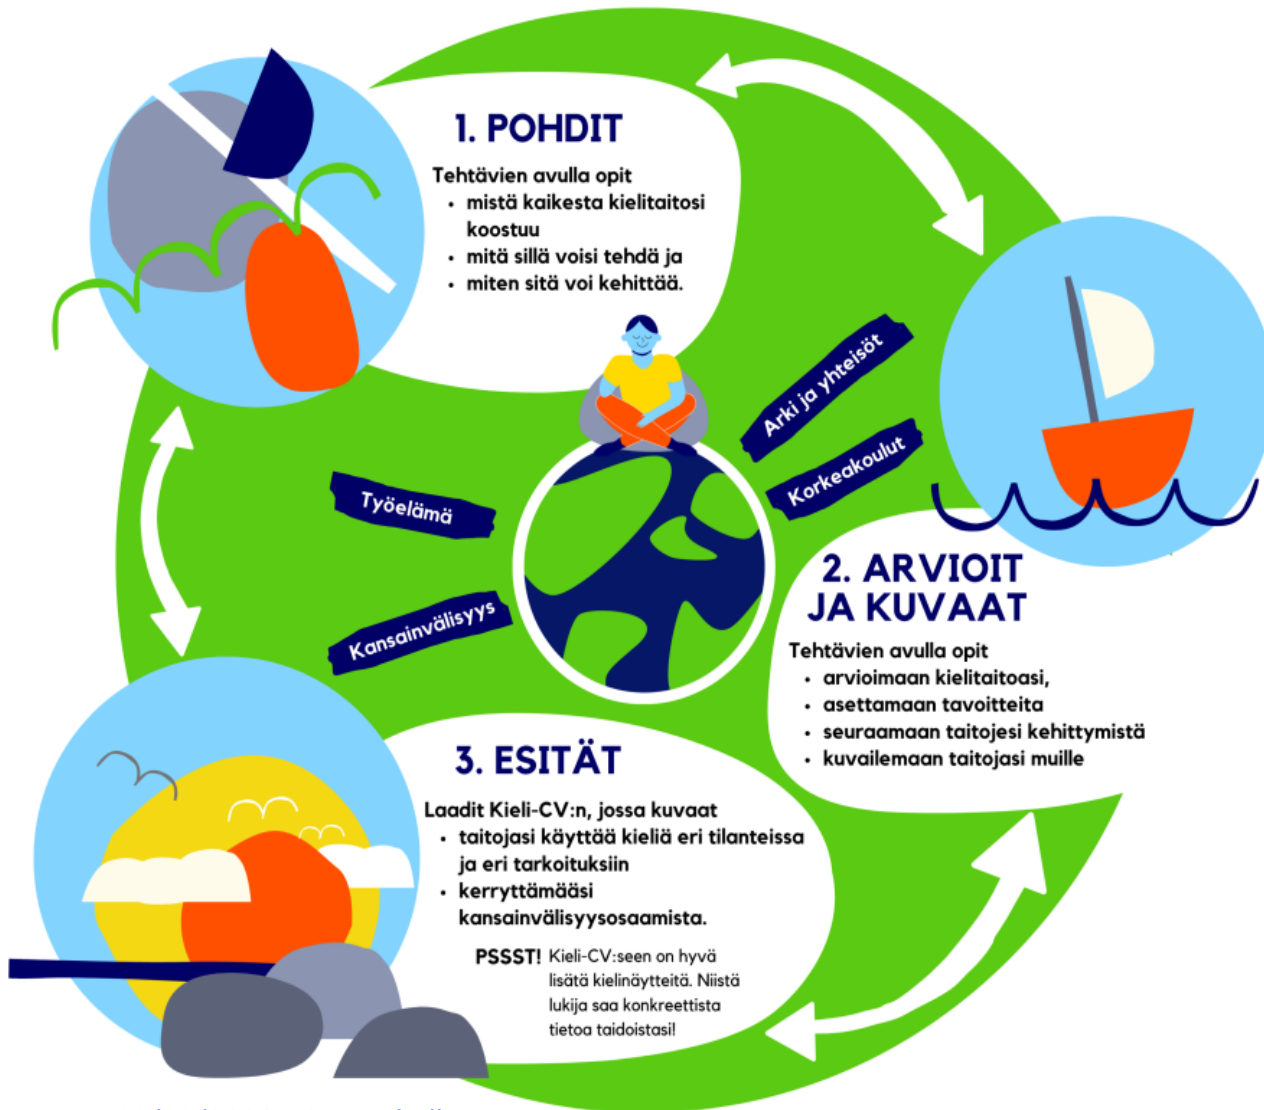 1. POHDIT
Tehtävien avulla opit
• mistä kaikesta kielitaitosi
koostuu
• mitä sillä voisi tehdä ja
• miten sitä voi kehittää.
Arki ja yhteisöt
Korkeakoulut
Työelämä
Kansainvälisyys
2. ARVIOIT
JA KUVAAT
Tehtävien avulla opit
• arvioimaan kielitaitoasi,
• asettamaan tavoitteita
• seuraamaan taitojesi kehittymistä
• kuvailemaan taitojasi muille
3. ESITÄT
Laadit Kieli-CV:n, jossa kuvaat
• taitojasi käyttää kieliä eri tilanteissa
ja eri tarkoituksiin
• kerryttämääsi
kansainvälisyysosaamista.
PSSST! Kieli-CV:seen on hyvä
lisätä kielinäytteitä. Niistä
lukija saa konkreettista
tietoa taidoistasi!